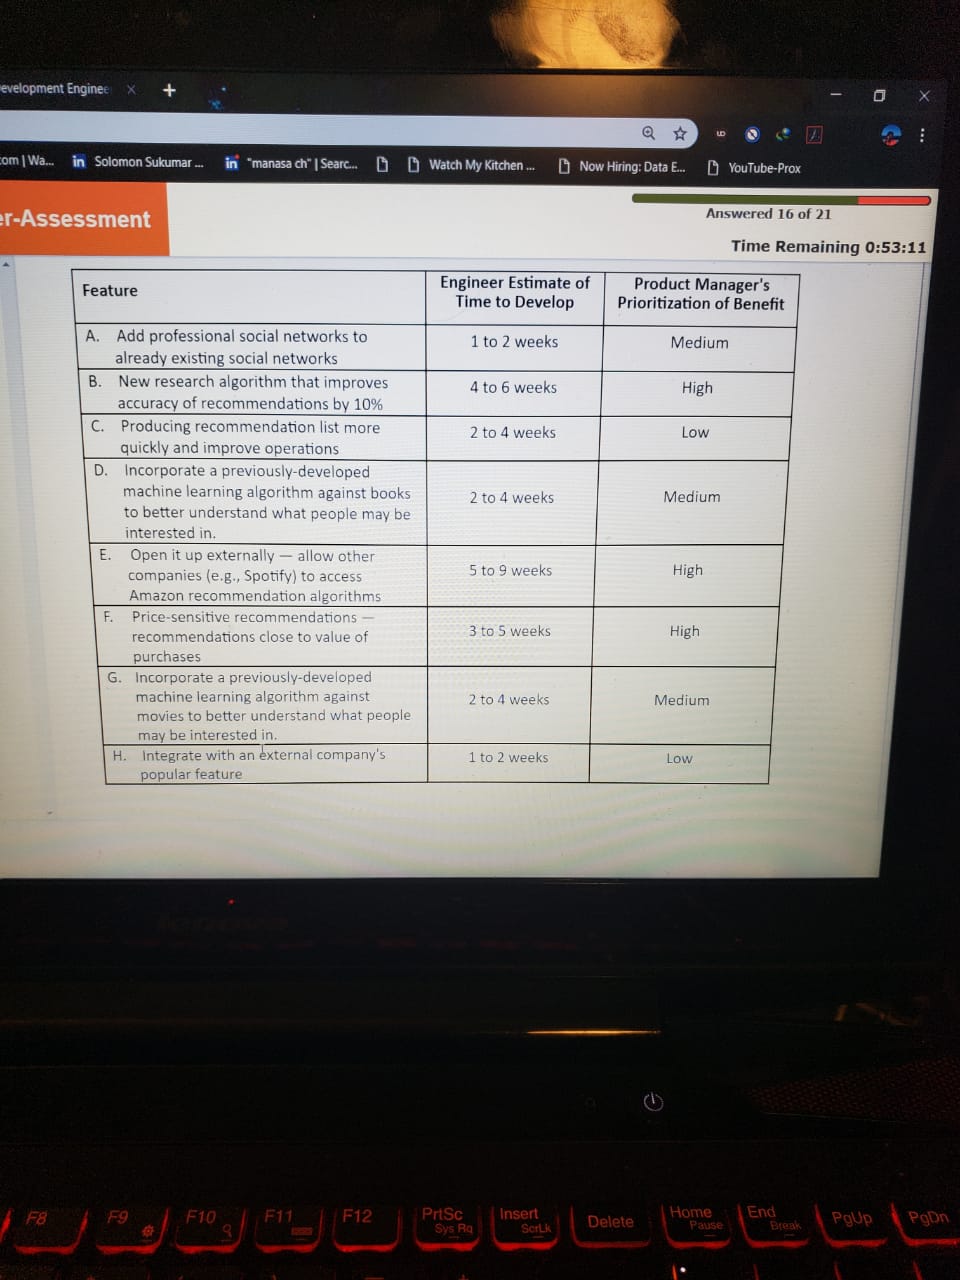 evelopment Enginee
om | Wa...
in Solomon Sukumar ...
in "manasa ch" | Searc...
Watch My Kitchen ...
Now Hiring: Data E...
YouTube-Prox
er-Assessment
Answered 16 of 21
Time Remaining 0:53:11
Feature
Engineer Estimate of
Time to Develop
Product Manager's
Prioritization of Benefit
A. Add professional social networks to
already existing social networks
1 to 2 weeks
Medium
B. New research algorithm that improves
accuracy of recommendations by 10%
4 to 6 weeks
High
C. Producing recommendation list more
quickly and improve operations
2 to 4 weeks
Low
D. Incorporate a previously-developed
machine learning algorithm against books
to better understand what people may be
interested in.
2 to 4 weeks
Medium
E. Open it up externally — allow other
companies (e.g., Spotify) to access
Amazon recommendation algorithms
5 to 9 weeks
High
F. Price-sensitive recommendations —
recommendations close to value of
purchases
3 to 5 weeks
High
G. Incorporate a previously-developed
machine learning algorithm against
movies to better understand what people
may be interested in.
2 to 4 weeks
Medium
H. Integrate with an external company's
popular feature
1 to 2 weeks
Low
F8
F9
F10
F11
F12
PrtSc
Sys Rq
Insert
ScrLk
Delete
Home
Pause
End
Break
PgUp
PgDn